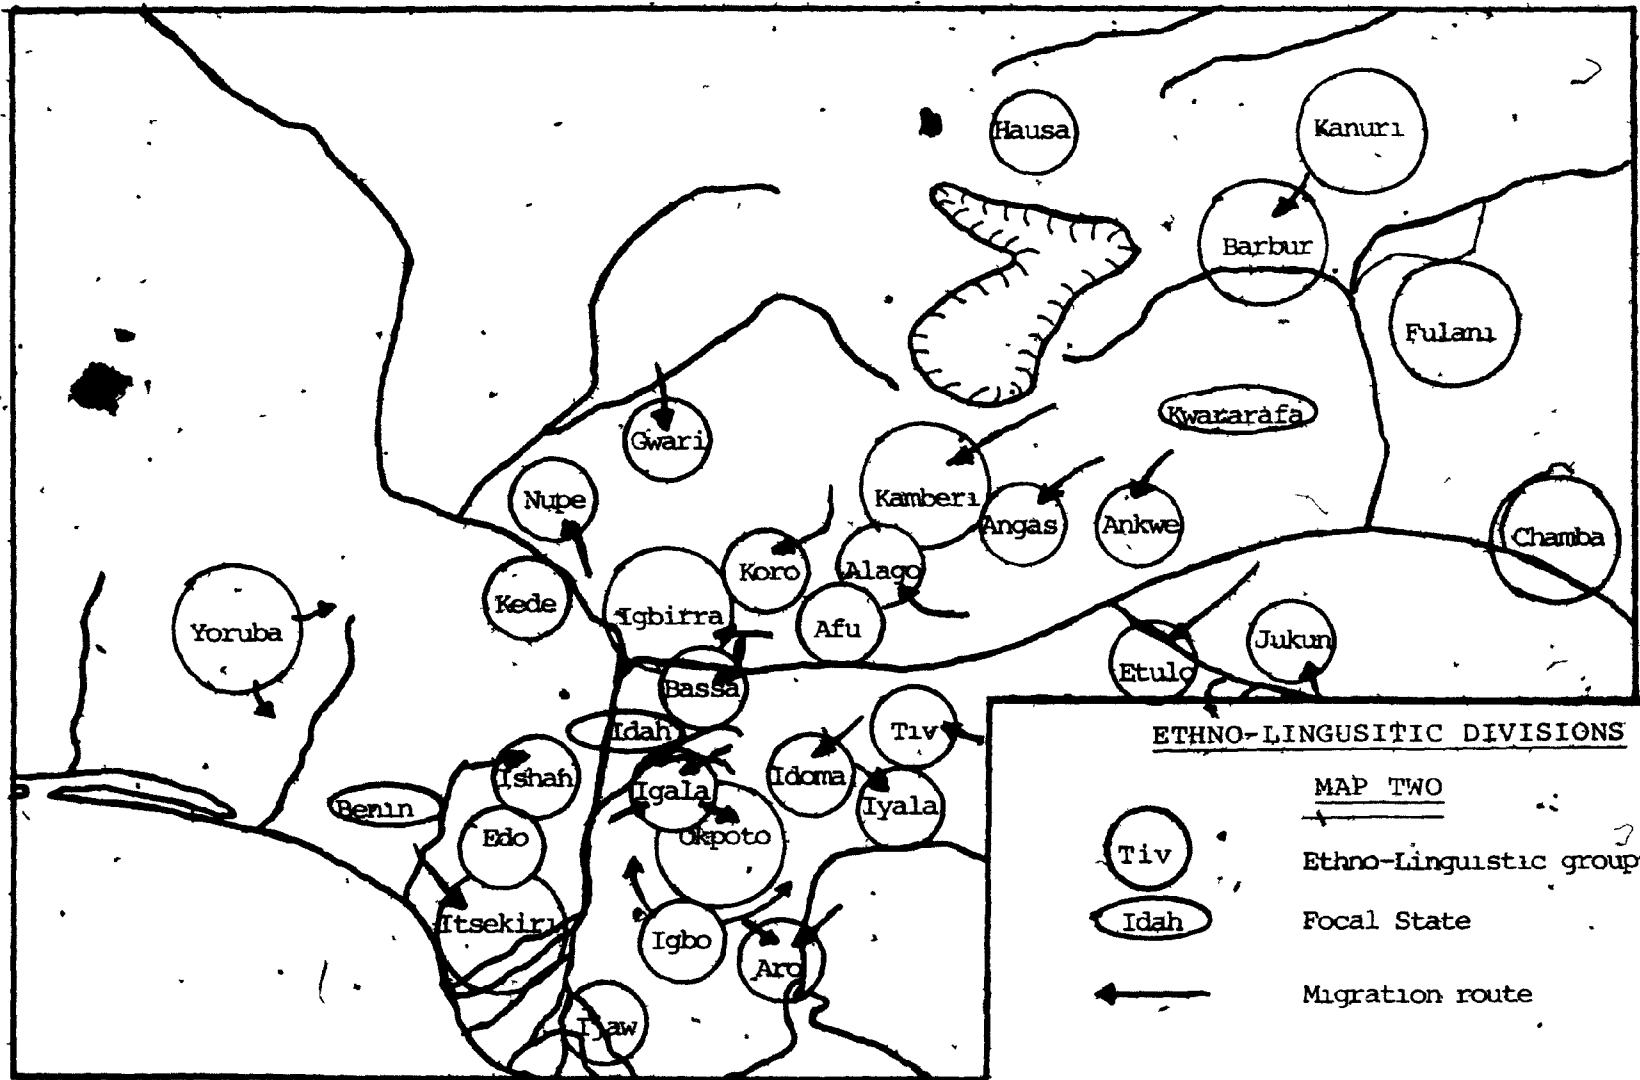 Hausa
Kanuri
Barbur
Fulani
Kwararafa
Gwari
Nupe
Kamberi
Angas
Ankwe
Chamba
Koro
Alago
Kede
Igbirra
Afu
Yoruba
Jukun
Etulo
Bassa
Idah
Tiv
Ishah
Igala
Idoma
Iyala
Benin
Edo
Okpoto
Itsekiri
Igbo
Aro
Ijaw
ETHNO-LINGUSITIC DIVISIONS
MAP TWO
Tiv
Ethno-Linguistic group
Idah
Focal State
Migration route